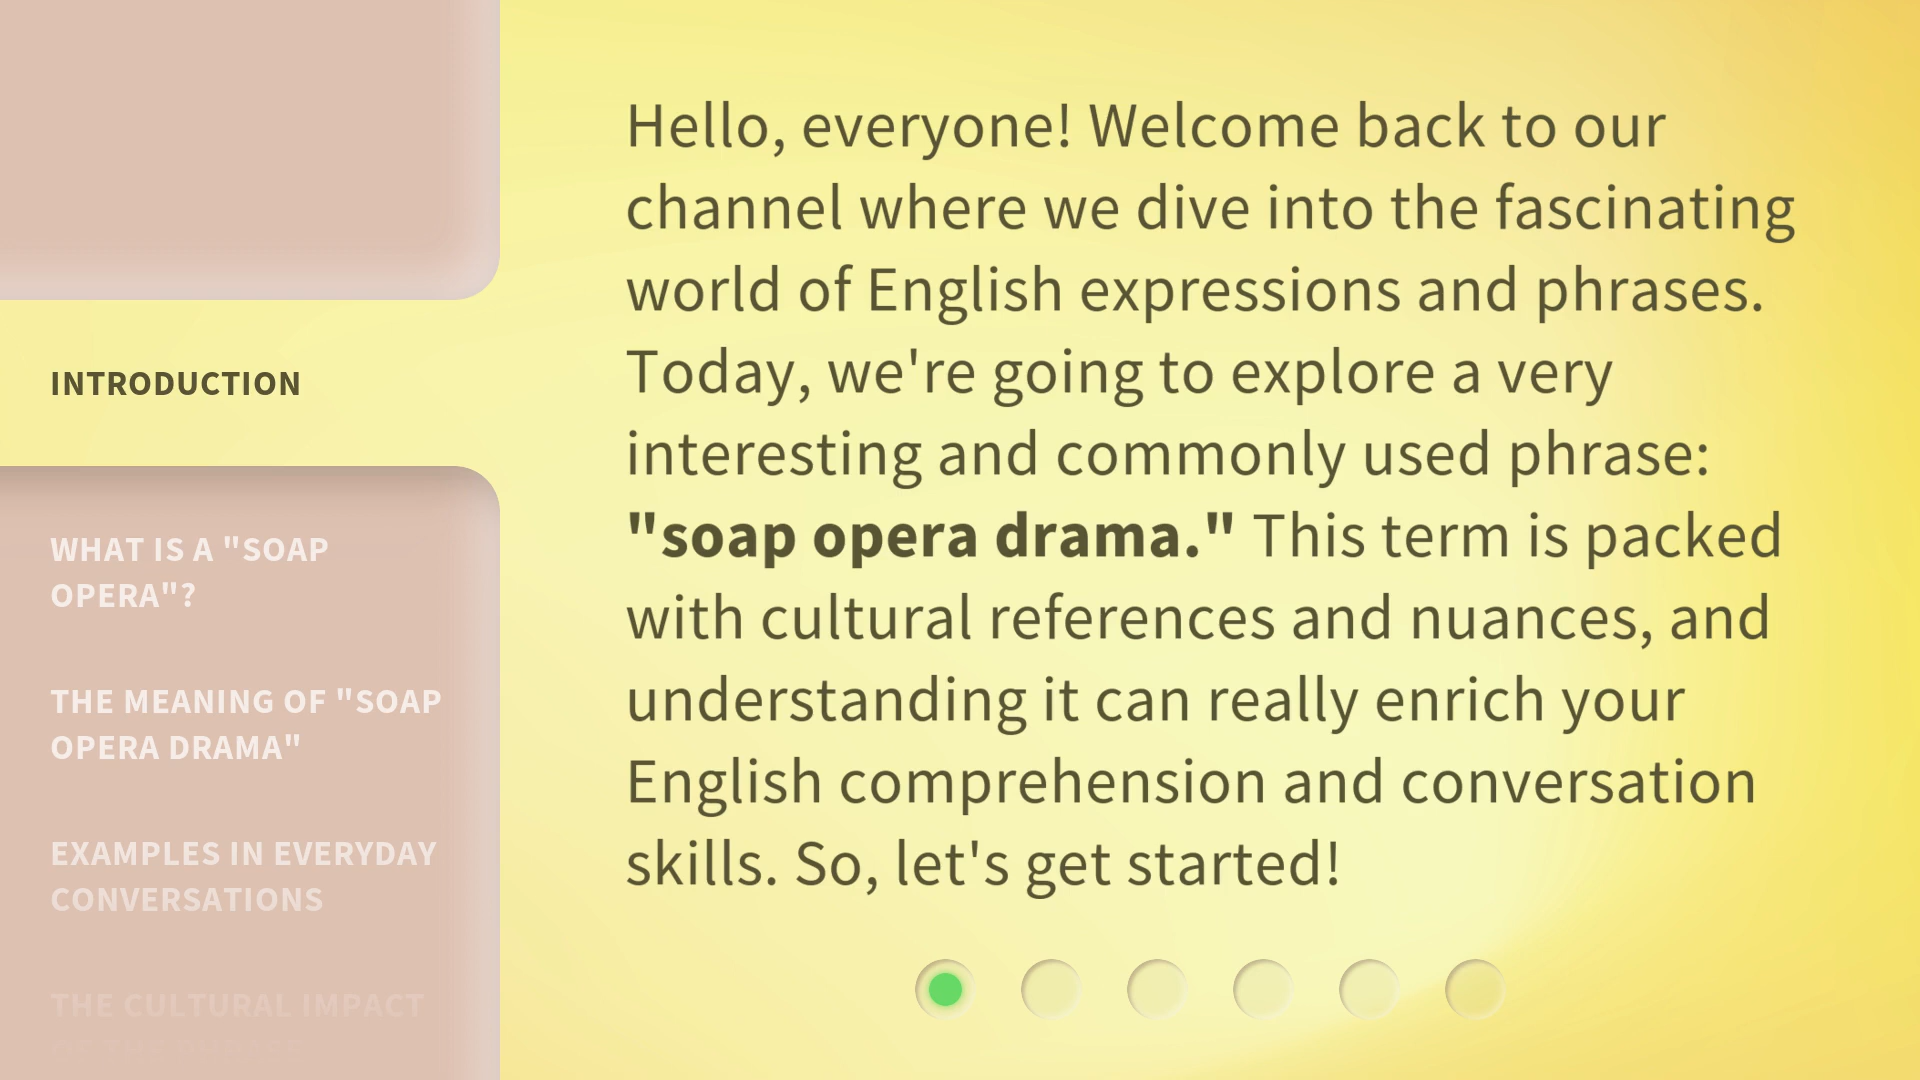 INTRODUCTION
WHAT IS A "SOAP
OPERA"?
THE MEANING OF "SOAP
OPERA DRAMA"
EXAMPLES IN EVERYDAY
CONVERSATIONS
THE CULTURAL IMPACT
Hello, everyone! Welcome back to our
channel where we dive into the fascinating
world of English expressions and phrases.
Today, we're going to explore a very
interesting and commonly used phrase:
"soap opera drama." This term is packed
with cultural references and nuances, and
understanding it can really enrich your
English comprehension and conversation
skills. So, let's get started!